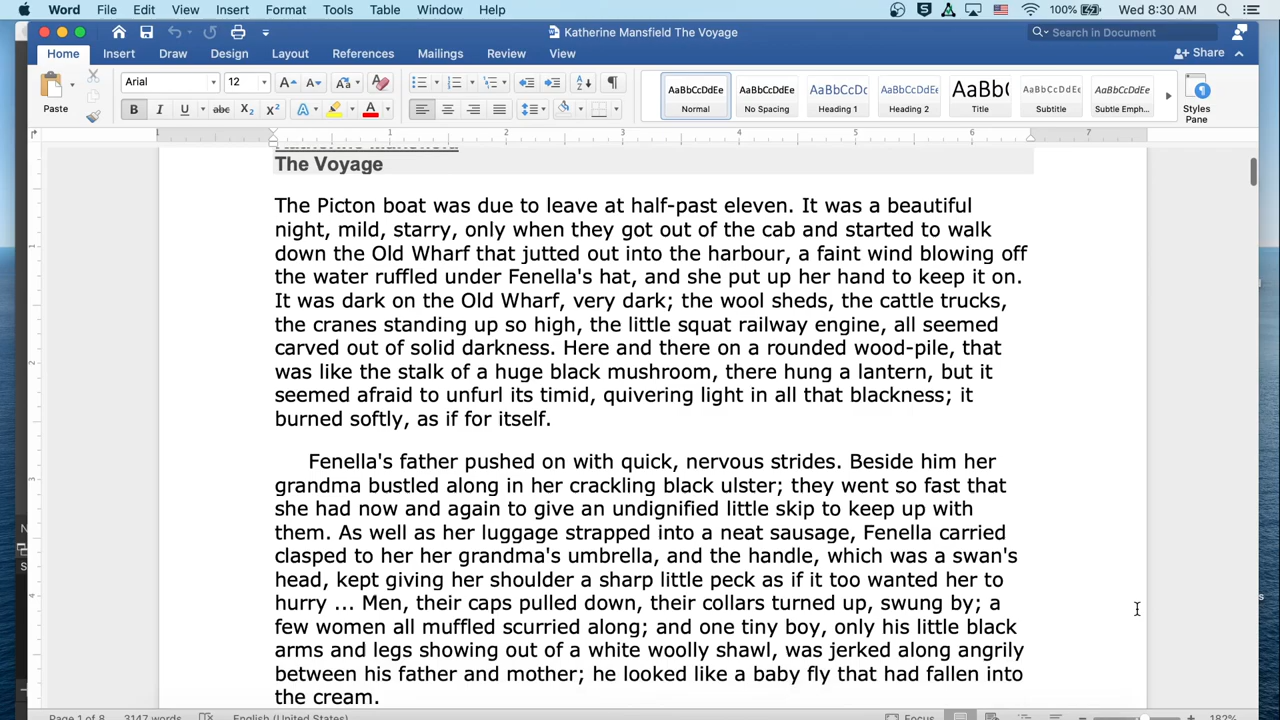 Word File Edit View Insert Format Tools Table Window Help 100% Wed 8:30 AM
Katherine Mansfield The Voyage Search in Document
Home Insert Draw Design Layout References Mailings Review View Share
Paste Arial 12 AaBbCcDdEe AaBbCcDdEe AaBbCcDc AaBbCcDdEe AaBbC AaBbCcDdEe AaBbCcDdEe
Normal No Spacing Heading 1 Heading 2 Title Subtitle Subtle Emph... Styles Pane
Katherine Mansfield
The Voyage
The Picton boat was due to leave at half-past eleven. It was a beautiful
night, mild, starry, only when they got out of the cab and started to walk
down the Old Wharf that jutted out into the harbour, a faint wind blowing off
the water ruffled under Fenella's hat, and she put up her hand to keep it on.
It was dark on the Old Wharf, very dark; the wool sheds, the cattle trucks,
the cranes standing up so high, the little squat railway engine, all seemed
carved out of solid darkness. Here and there on a rounded wood-pile, that
was like the stalk of a huge black mushroom, there hung a lantern, but it
seemed afraid to unfurl its timid, quivering light in all that blackness; it
burned softly, as if for itself.
Fenella's father pushed on with quick, nervous strides. Beside him her
grandma bustled along in her crackling black ulster; they went so fast that
she had now and again to give an undignified little skip to keep up with
them. As well as her luggage strapped into a neat sausage, Fenella carried
clasped to her her grandma's umbrella, and the handle, which was a swan's
head, kept giving her shoulder a sharp little peck as if it too wanted her to
hurry ... Men, their caps pulled down, their collars turned up, swung by; a
few women all muffled scurried along; and one tiny boy, only his little black
arms and legs showing out of a white woolly shawl, was jerked along angrily
between his father and mother; he looked like a baby fly that had fallen into
the cream.
Page 1 of 8 3147 words English (United States) Focus 182%